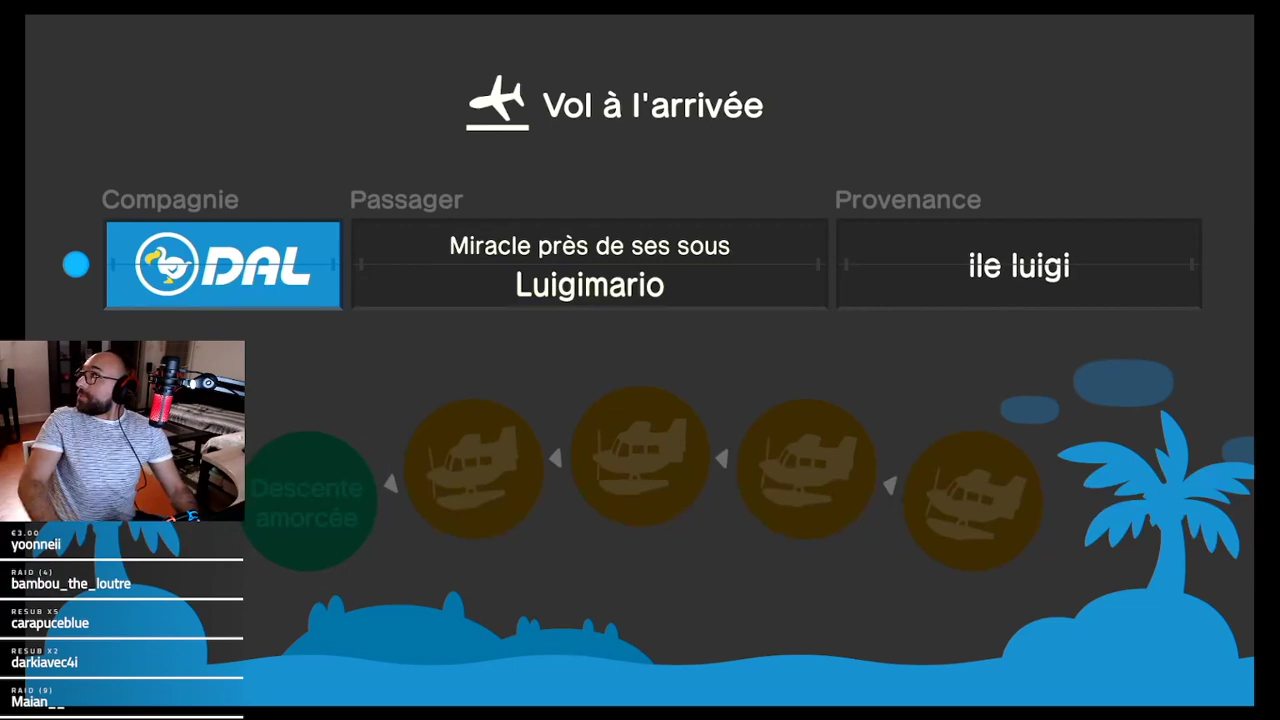 Vol à l'arrivée
Compagnie
Passager
Provenance
DAL
Miracle près de ses sous
Luigimario
ile luigi
Descente
amorcée
€3.00
yoonneii
RAID (4)
bambou_the_loutre
RESUB X5
carapuceblue
RESUB X2
darkiavec4i
RAID (9)
Maian__